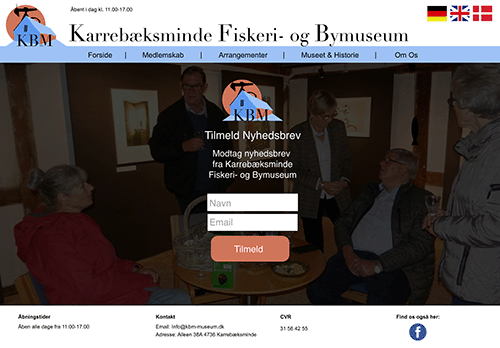 Åbent i dag kl. 11.00-17.00
KBM
Karrebæksminde Fiskeri- og Bymuseum
Forside | Medlemskab | Arrangementer | Museet & Historie | Om Os
KBM
Tilmeld Nyhedsbrev
Modtag nyhedsbrev
fra Karrebæksminde
Fiskeri- og Bymuseum
Navn
Email
Tilmeld
Åbningstider
Åben alle dage fra 11:00-17:00
Kontakt
Email: Info@kbm-museum.dk
Adresse: Alleen 38A 4736 Karrebæksminde
CVR
31 56 42 55
Find os også her: